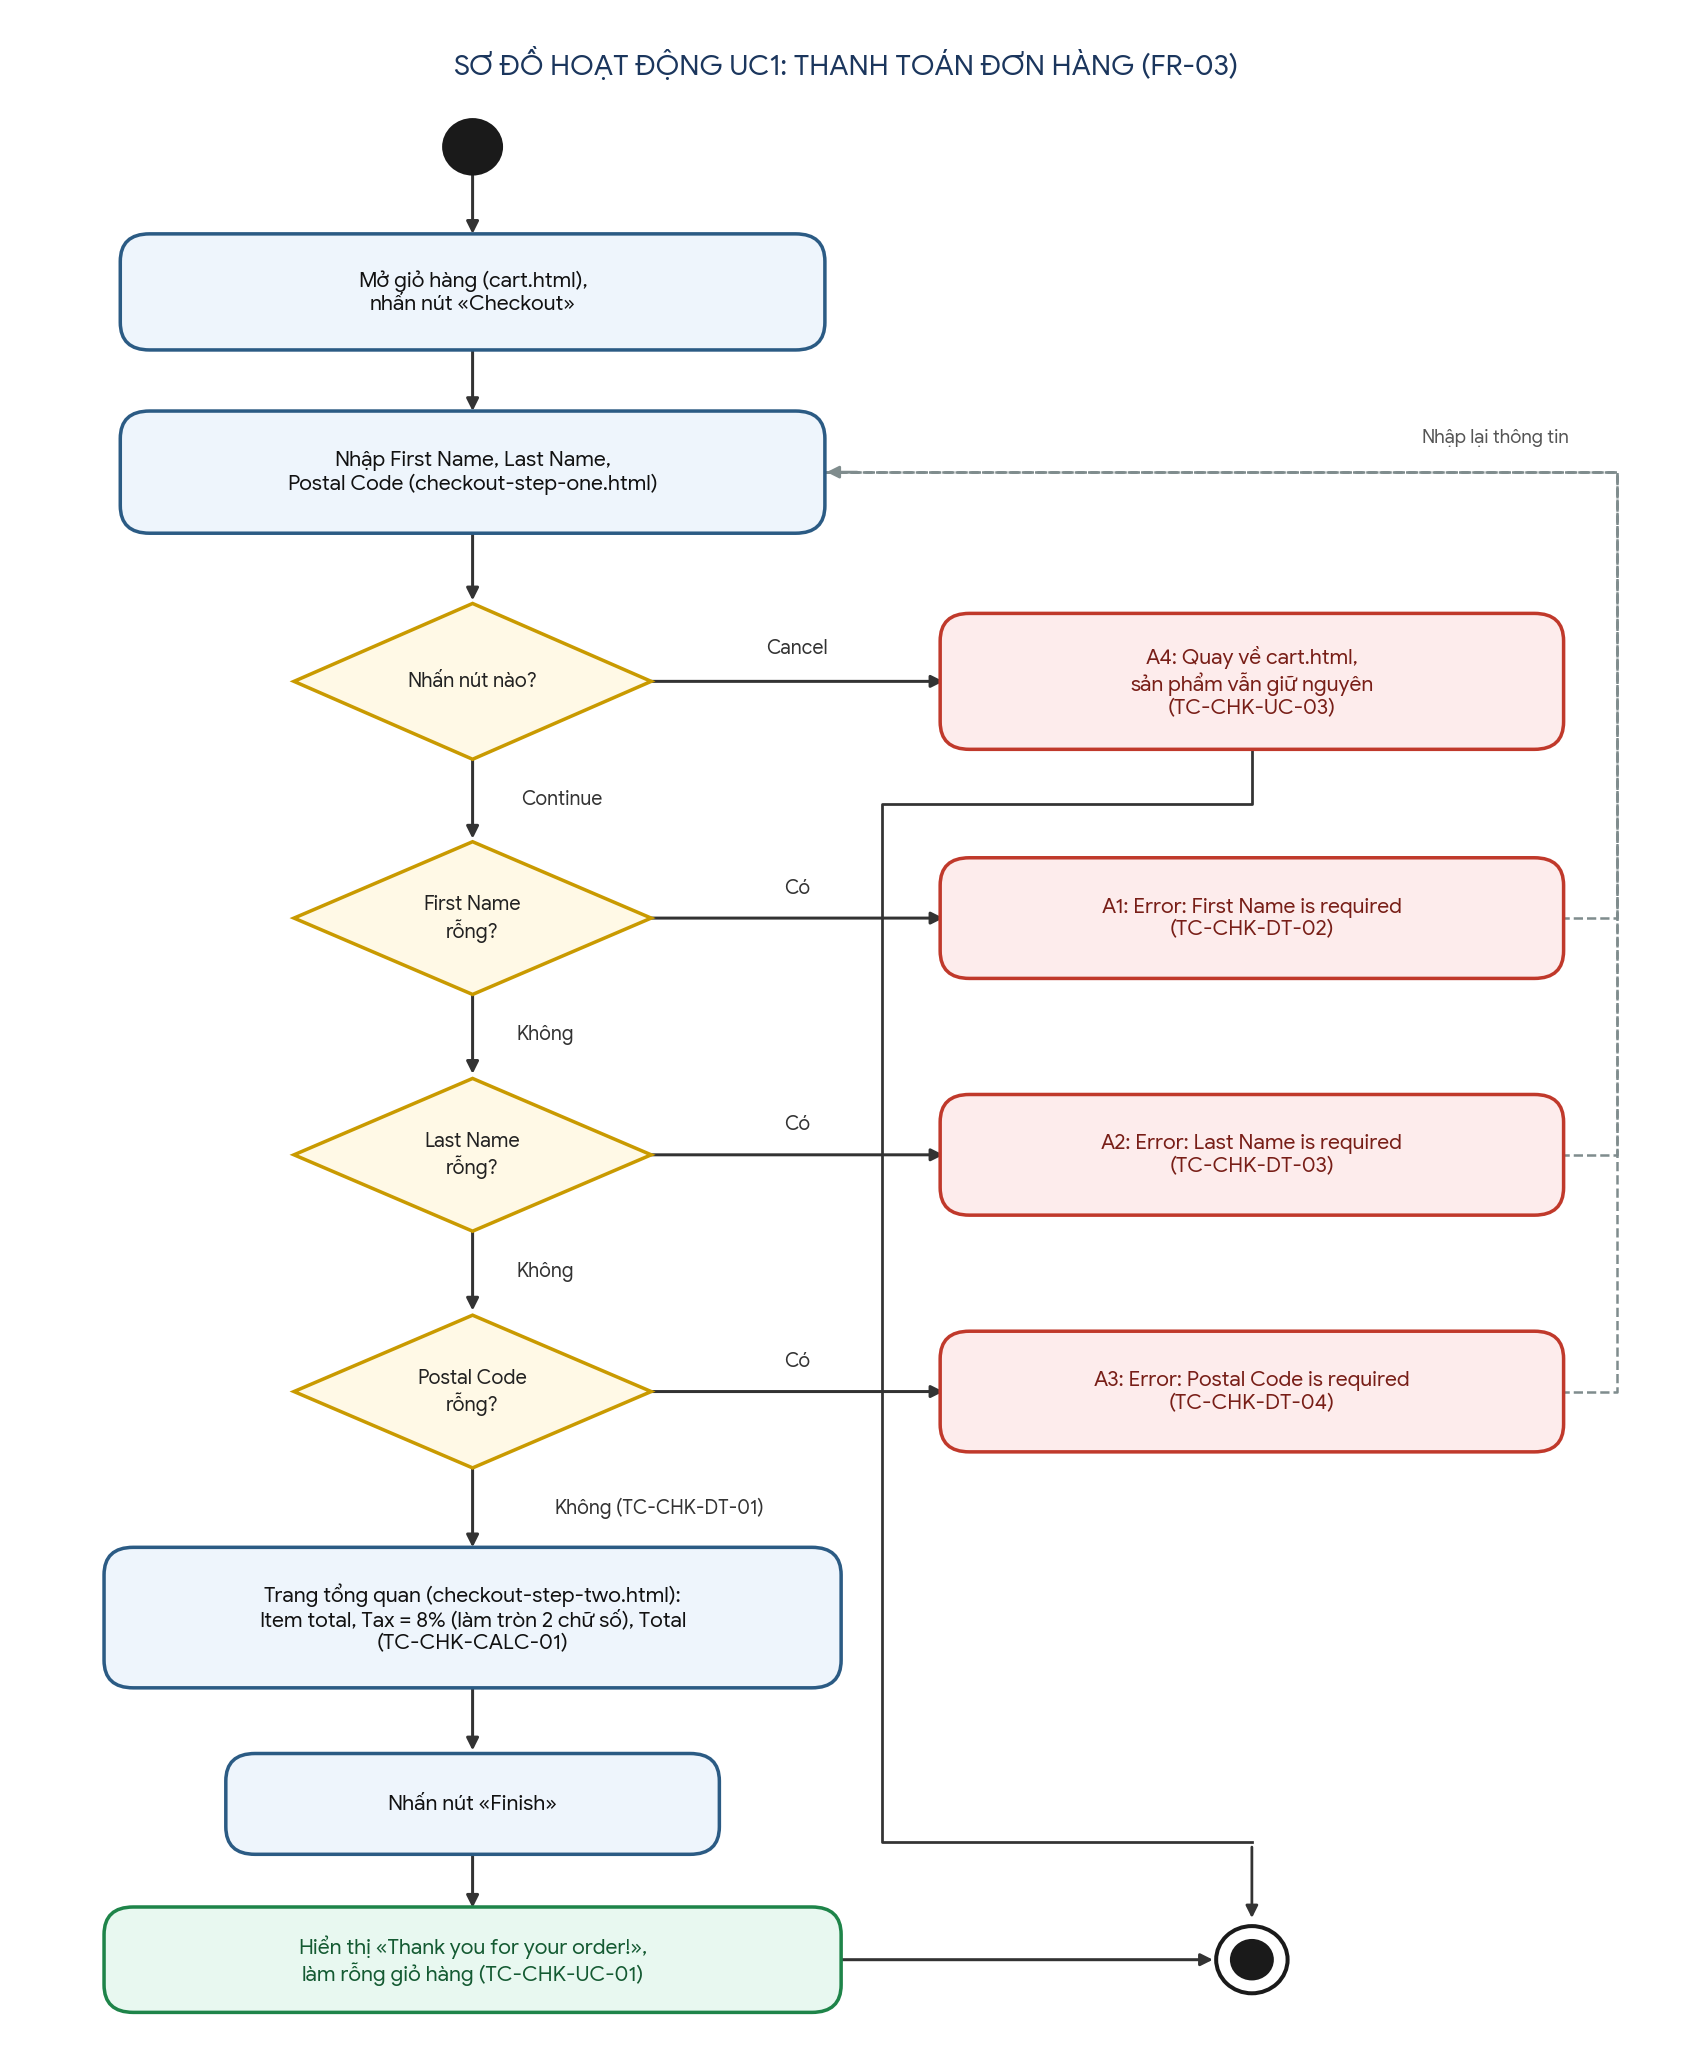 SƠ ĐỒ HOẠT ĐỘNG UC1: THANH TOÁN ĐƠN HÀNG (FR-03)
Mở giỏ hàng (cart.html),
nhấn nút «Checkout»
Nhập lại thông tin
Nhập First Name, Last Name,
Postal Code (checkout-step-one.html)
Nhấn nút nào?
Cancel
A4: Quay về cart.html,
sản phẩm vẫn giữ nguyên
(TC-CHK-UC-03)
Continue
First Name
rỗng?
Có
A1: Error: First Name is required
(TC-CHK-DT-02)
Không
Last Name
rỗng?
Có
A2: Error: Last Name is required
(TC-CHK-DT-03)
Không
Postal Code
rỗng?
Có
A3: Error: Postal Code is required
(TC-CHK-DT-04)
Không (TC-CHK-DT-01)
Trang tổng quan (checkout-step-two.html):
Item total, Tax = 8% (làm tròn 2 chữ số), Total
(TC-CHK-CALC-01)
Nhấn nút «Finish»
Hiển thị «Thank you for your order!»,
làm rỗng giỏ hàng (TC-CHK-UC-01)